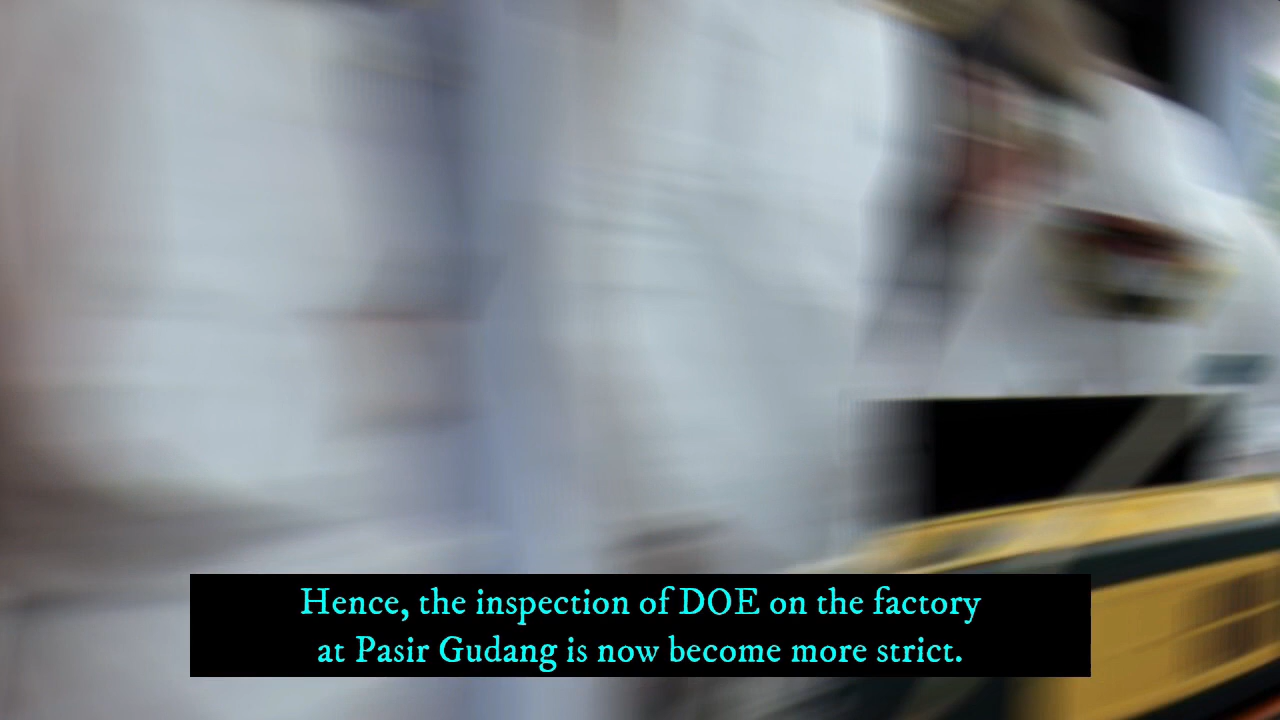 Hence, the inspection of DOE on the factory
at Pasir Gudang is now become more strict.